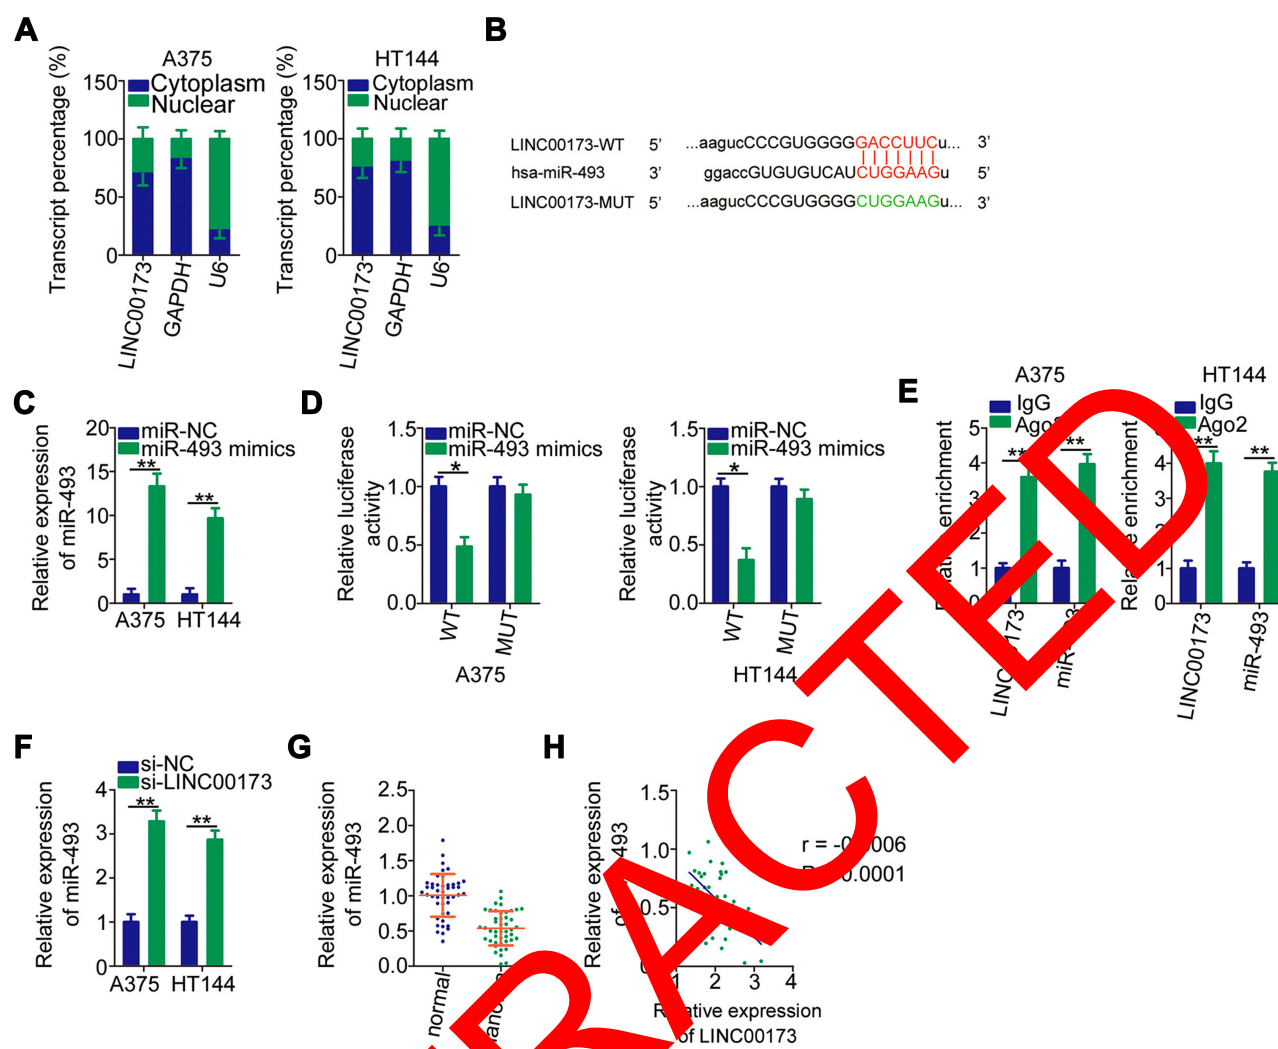 A
A375
Transcript percentage (%)
150
100
50
0
Cytoplasm
Nuclear
LINC00173
GAPDH
U6
HT144
Transcript percentage (%)
150
100
50
0
Cytoplasm
Nuclear
LINC00173
GAPDH
U6
B
LINC00173-WT 5’ ...aagucCCCGUGGGGGACCUUCu... 3’
hsa-miR-493 3’ ggaccGUGUGUCAUCUGGAAGu 5’
LINC00173-MUT 5’ ...aagucCCCGUGGGGCUGGAAGu... 3’
C
Relative expression
of miR-493
20
15
10
5
0
miR-NC
miR-493 mimics
**
**
A375 HT144
D
Relative luciferase
activity
1.5
1.0
0.5
0.0
miR-NC
miR-493 mimics
*
WT
MUT
A375
Relative luciferase
activity
1.5
1.0
0.5
0.0
miR-NC
miR-493 mimics
*
WT
MUT
HT144
E
A375
enrichment
5
4
3
2
1
0
IgG
**
**
HT144
enrichment
4
3
1
0
IgG
Ago2
**
**
LINC00173
miR-493
F
Relative expression
of miR-493
4
3
2
1
0
si-NC
si-LINC00173
**
**
A375 HT144
G
Relative expression
of miR-493
2.5
2.0
1.5
1.0
0.5
0.0
normal
H
Relative expression
1.5
1.0
0.5
2 3 4
expression
of LINC00173
RACTED